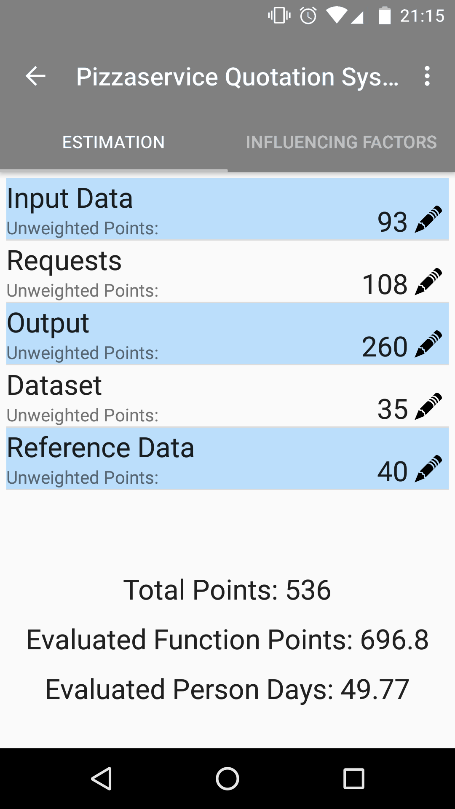 21:15
Pizzaservice Quotation Sys...
ESTIMATION
INFLUENCING FACTORS
Input Data
Unweighted Points:
93
Requests
Unweighted Points:
108
Output
Unweighted Points:
260
Dataset
Unweighted Points:
35
Reference Data
Unweighted Points:
40
Total Points: 536
Evaluated Function Points: 696.8
Evaluated Person Days: 49.77